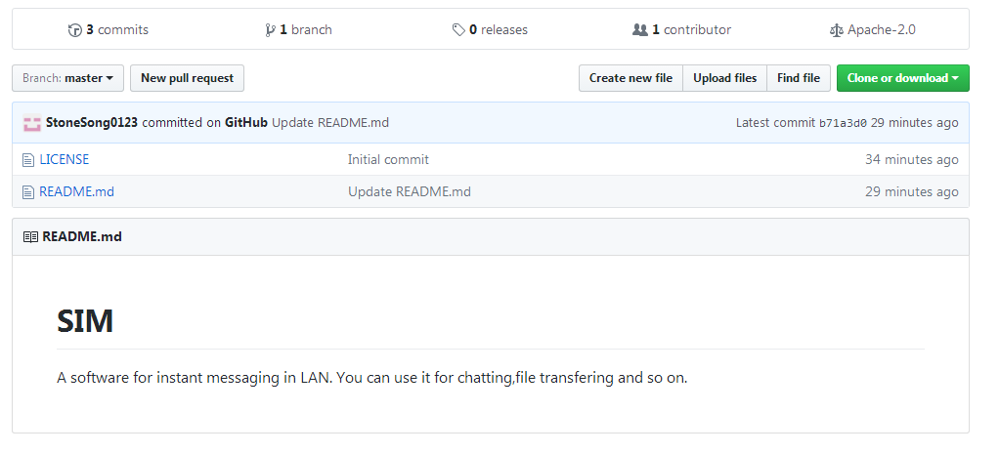 3 commits 1 branch 0 releases 1 contributor Apache-2.0
Branch: master New pull request Create new file Upload files Find file Clone or download
StoneSong0123 committed on GitHub Update README.md Latest commit b71a3d0 29 minutes ago
LICENSE Initial commit 34 minutes ago
README.md Update README.md 29 minutes ago
README.md
SIM
A software for instant messaging in LAN. You can use it for chatting,file transfering and so on.